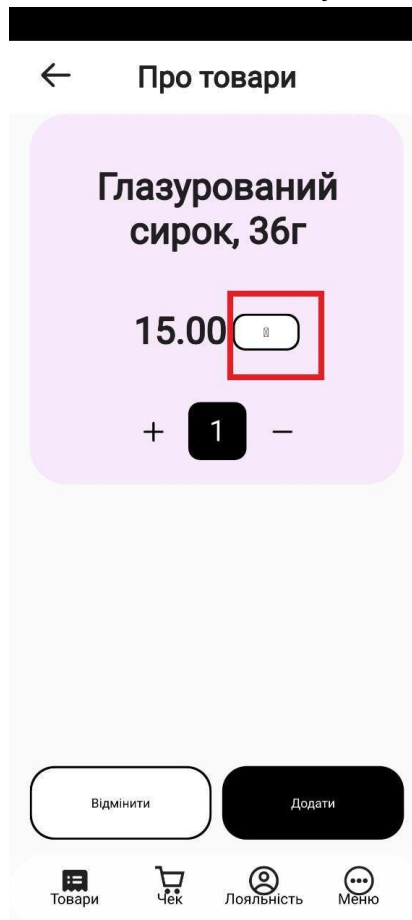 Про товари
Глазурований
сирок, 36г
15.00
+ 1 −
Відмінити
Додати
Товари
Чек
Лояльність
Меню